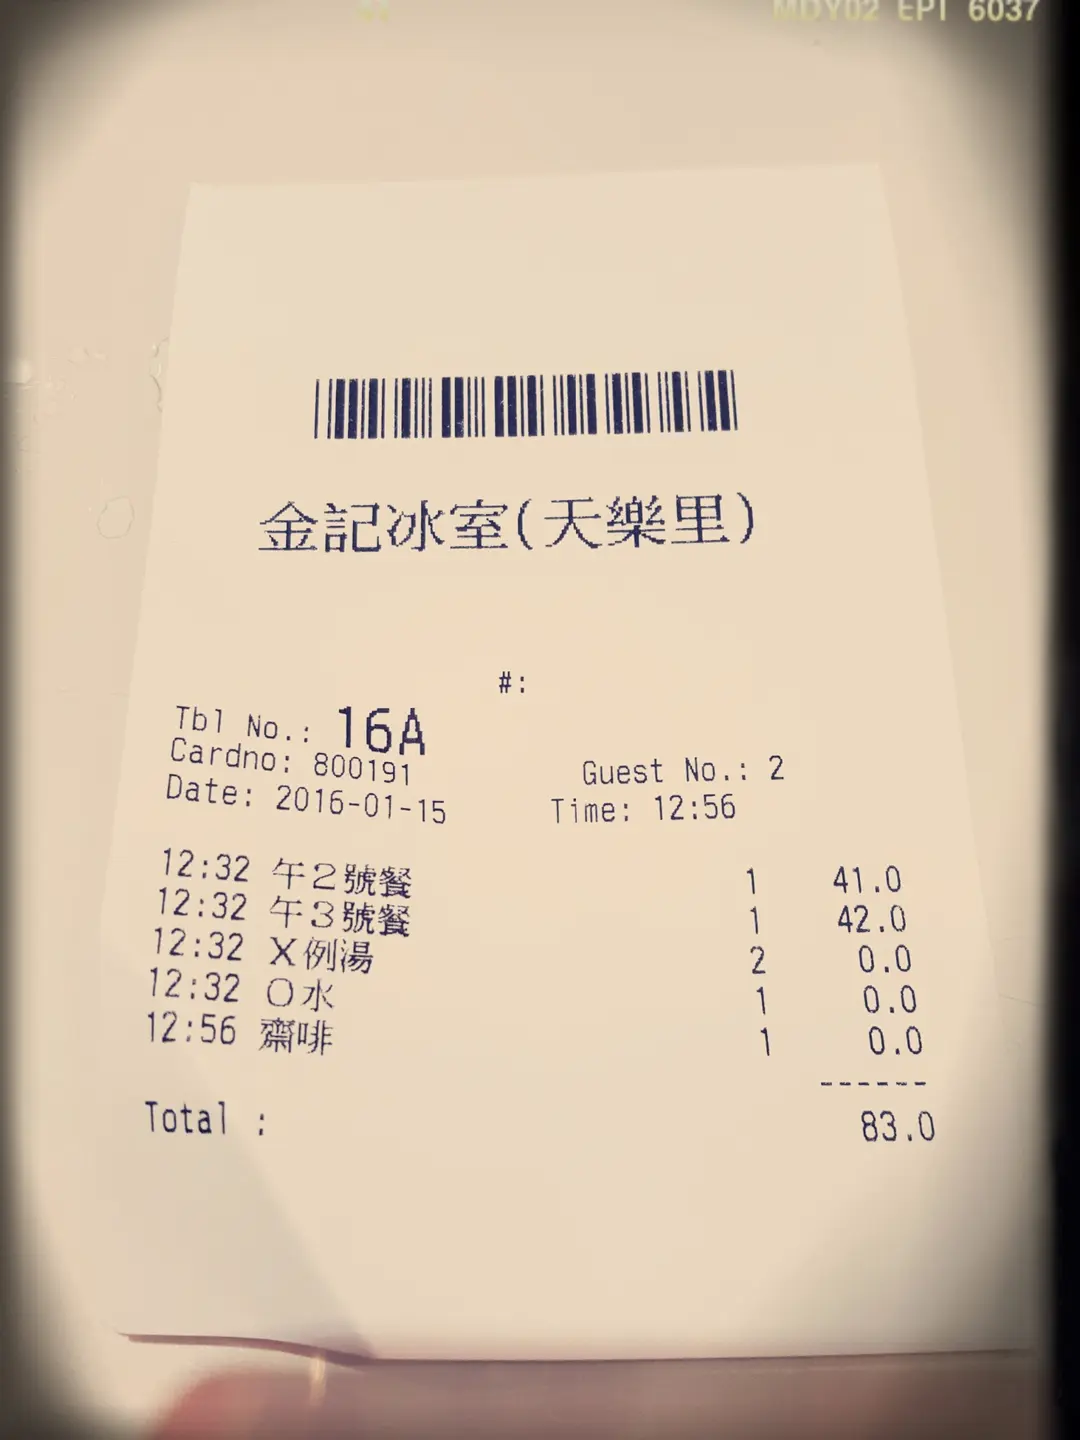 MDY02 EPI 6037
金記冰室(天樂里)
#:
Tbl No.: 16A
Cardno: 800191 Guest No.: 2
Date: 2016-01-15 Time: 12:56
12:32 午2號餐 1 41.0
12:32 午3號餐 1 42.0
12:32 X例湯 2 0.0
12:32 O水 1 0.0
12:56 齋啡 1 0.0
------
Total : 83.0